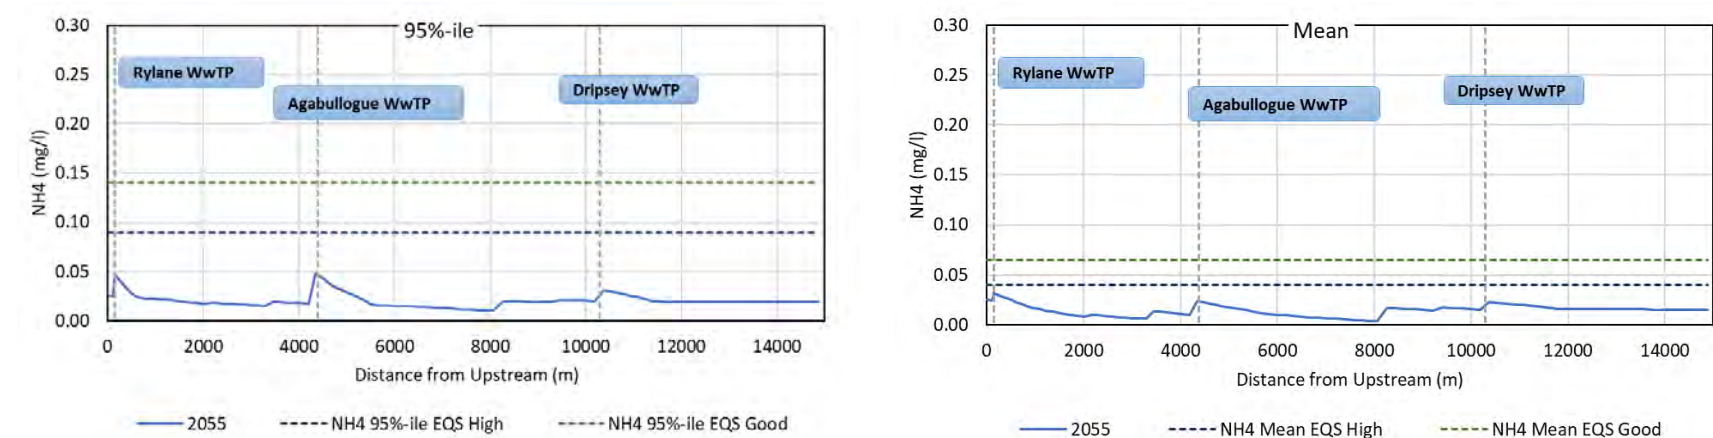 95%-ile
0.30
0.25
0.20
0.15
0.10
0.05
0.00
NH4 (mg/l)
Rylane WwTP
Agabullogue WwTP
Dripsey WwTP
0 2000 4000 6000 8000 10000 12000 14000
Distance from Upstream (m)
2055 NH4 95%-ile EQS High NH4 95%-ile EQS Good
Mean
0.30
0.25
0.20
0.15
0.10
0.05
0.00
NH4 (mg/l)
Rylane WwTP
Agabullogue WwTP
Dripsey WwTP
0 2000 4000 6000 8000 10000 12000 14000
Distance from Upstream (m)
2055 NH4 Mean EQS High NH4 Mean EQS Good